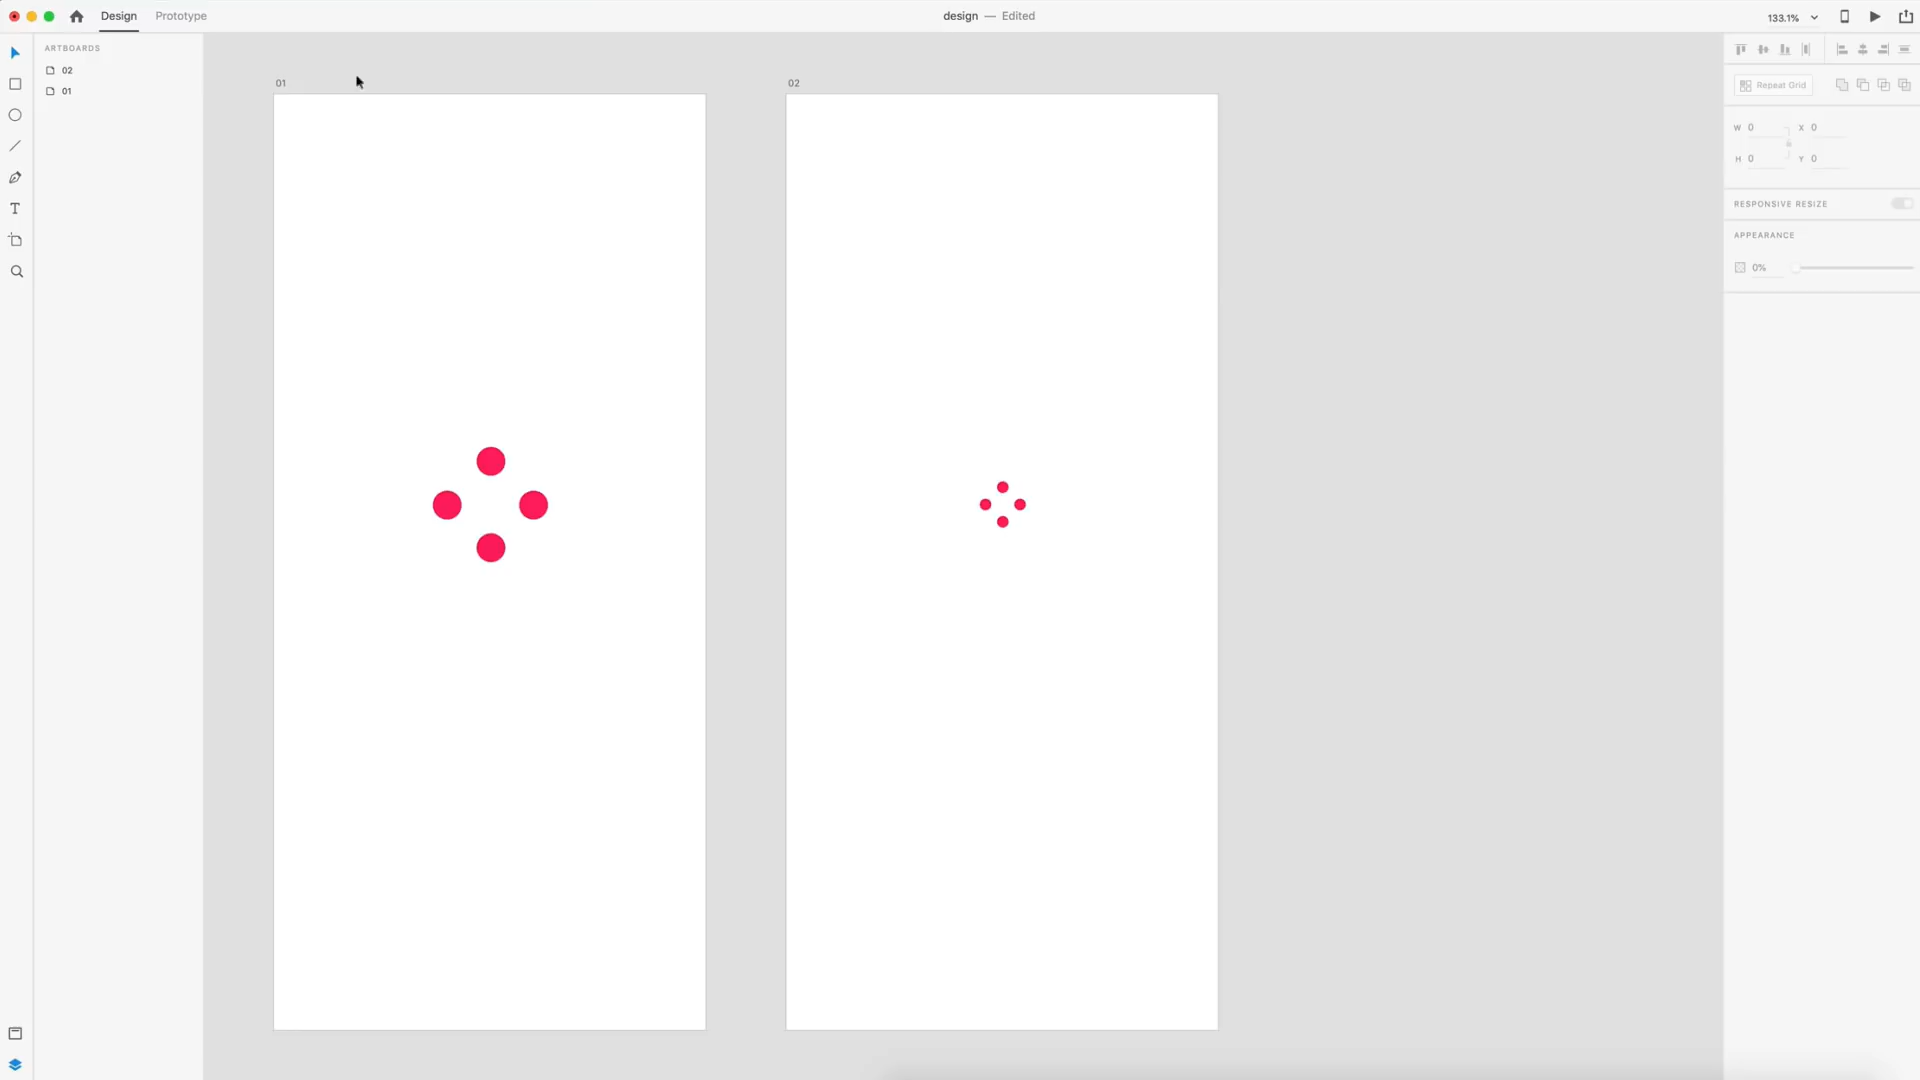 Design Prototype design — Edited 133.1%
ARTBOARDS
02
01
01 02
Repeat Grid
W 0 X 0
H 0 Y 0
RESPONSIVE RESIZE
APPEARANCE
0%
T